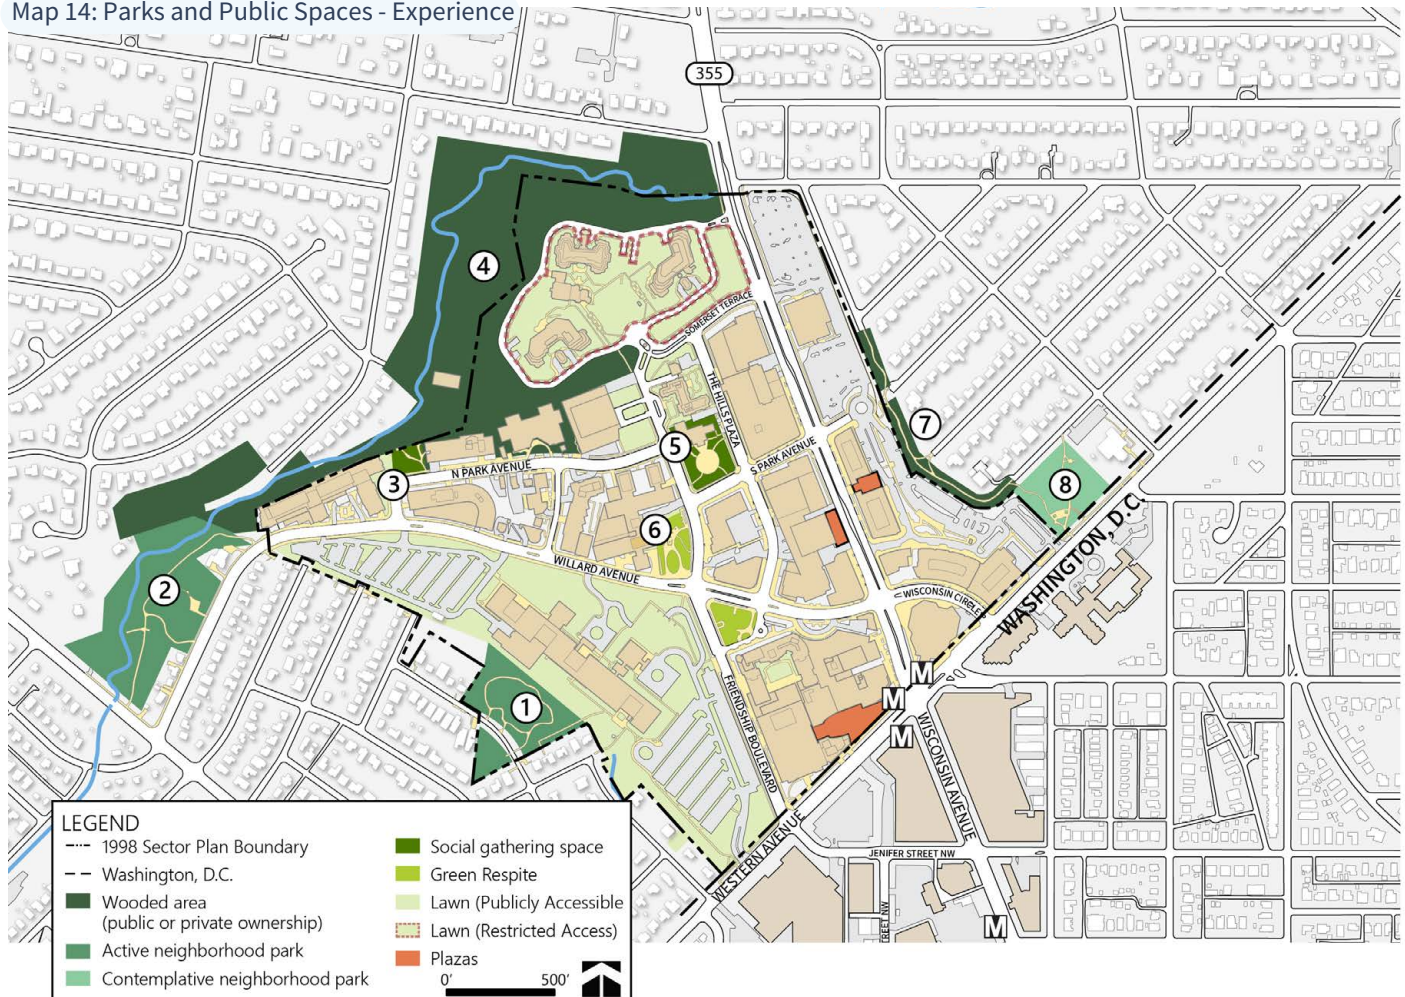 Map 14: Parks and Public Spaces - Experience
355
4
SOMERSET TERRACE
THE HILLS PLAZA
7
5
S PARK AVENUE
N PARK AVENUE
3
8
6
WASHINGTON, D.C.
WILLARD AVENUE
2
WISCONSIN CIRCLE
M
M
M
1
FRIENDSHIP BOULEVARD
WISCONSIN AVENUE
WESTERN AVENUE
JENIFER STREET NW
REET NW
M
LEGEND
1998 Sector Plan Boundary
Washington, D.C.
Wooded area
(public or private ownership)
Active neighborhood park
Contemplative neighborhood park
Social gathering space
Green Respite
Lawn (Publicly Accessible
Lawn (Restricted Access)
Plazas
0' 500'